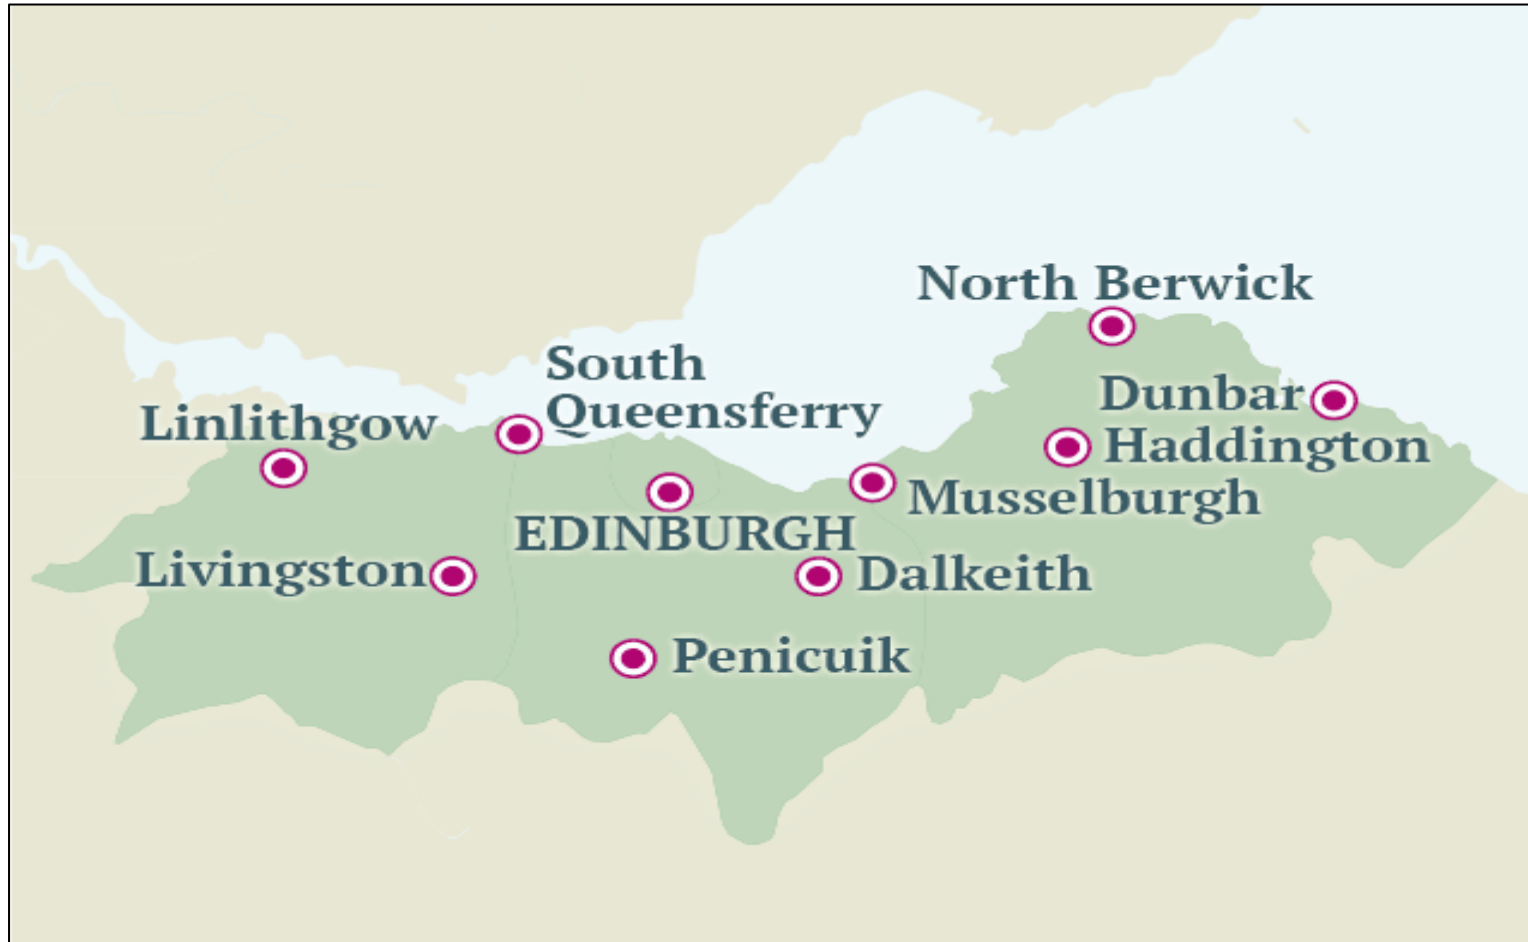 North Berwick
South
Queensferry
Dunbar
Linlithgow
Haddington
Musselburgh
EDINBURGH
Livingston
Dalkeith
Penicuik